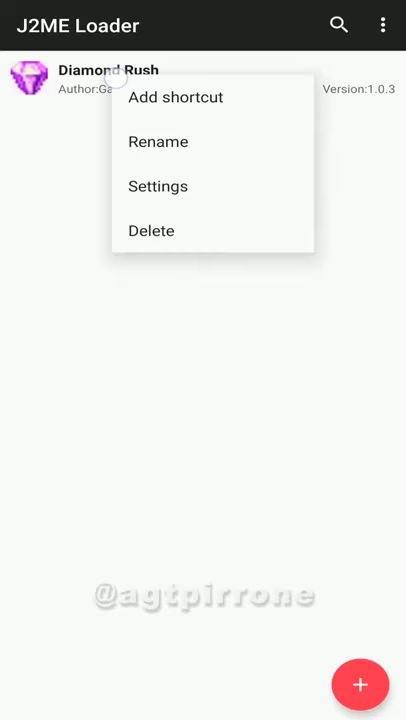 J2ME Loader
Diamond Rush
Author:Ga
Version:1.0.3
Add shortcut
Rename
Settings
Delete
@agtpirrone